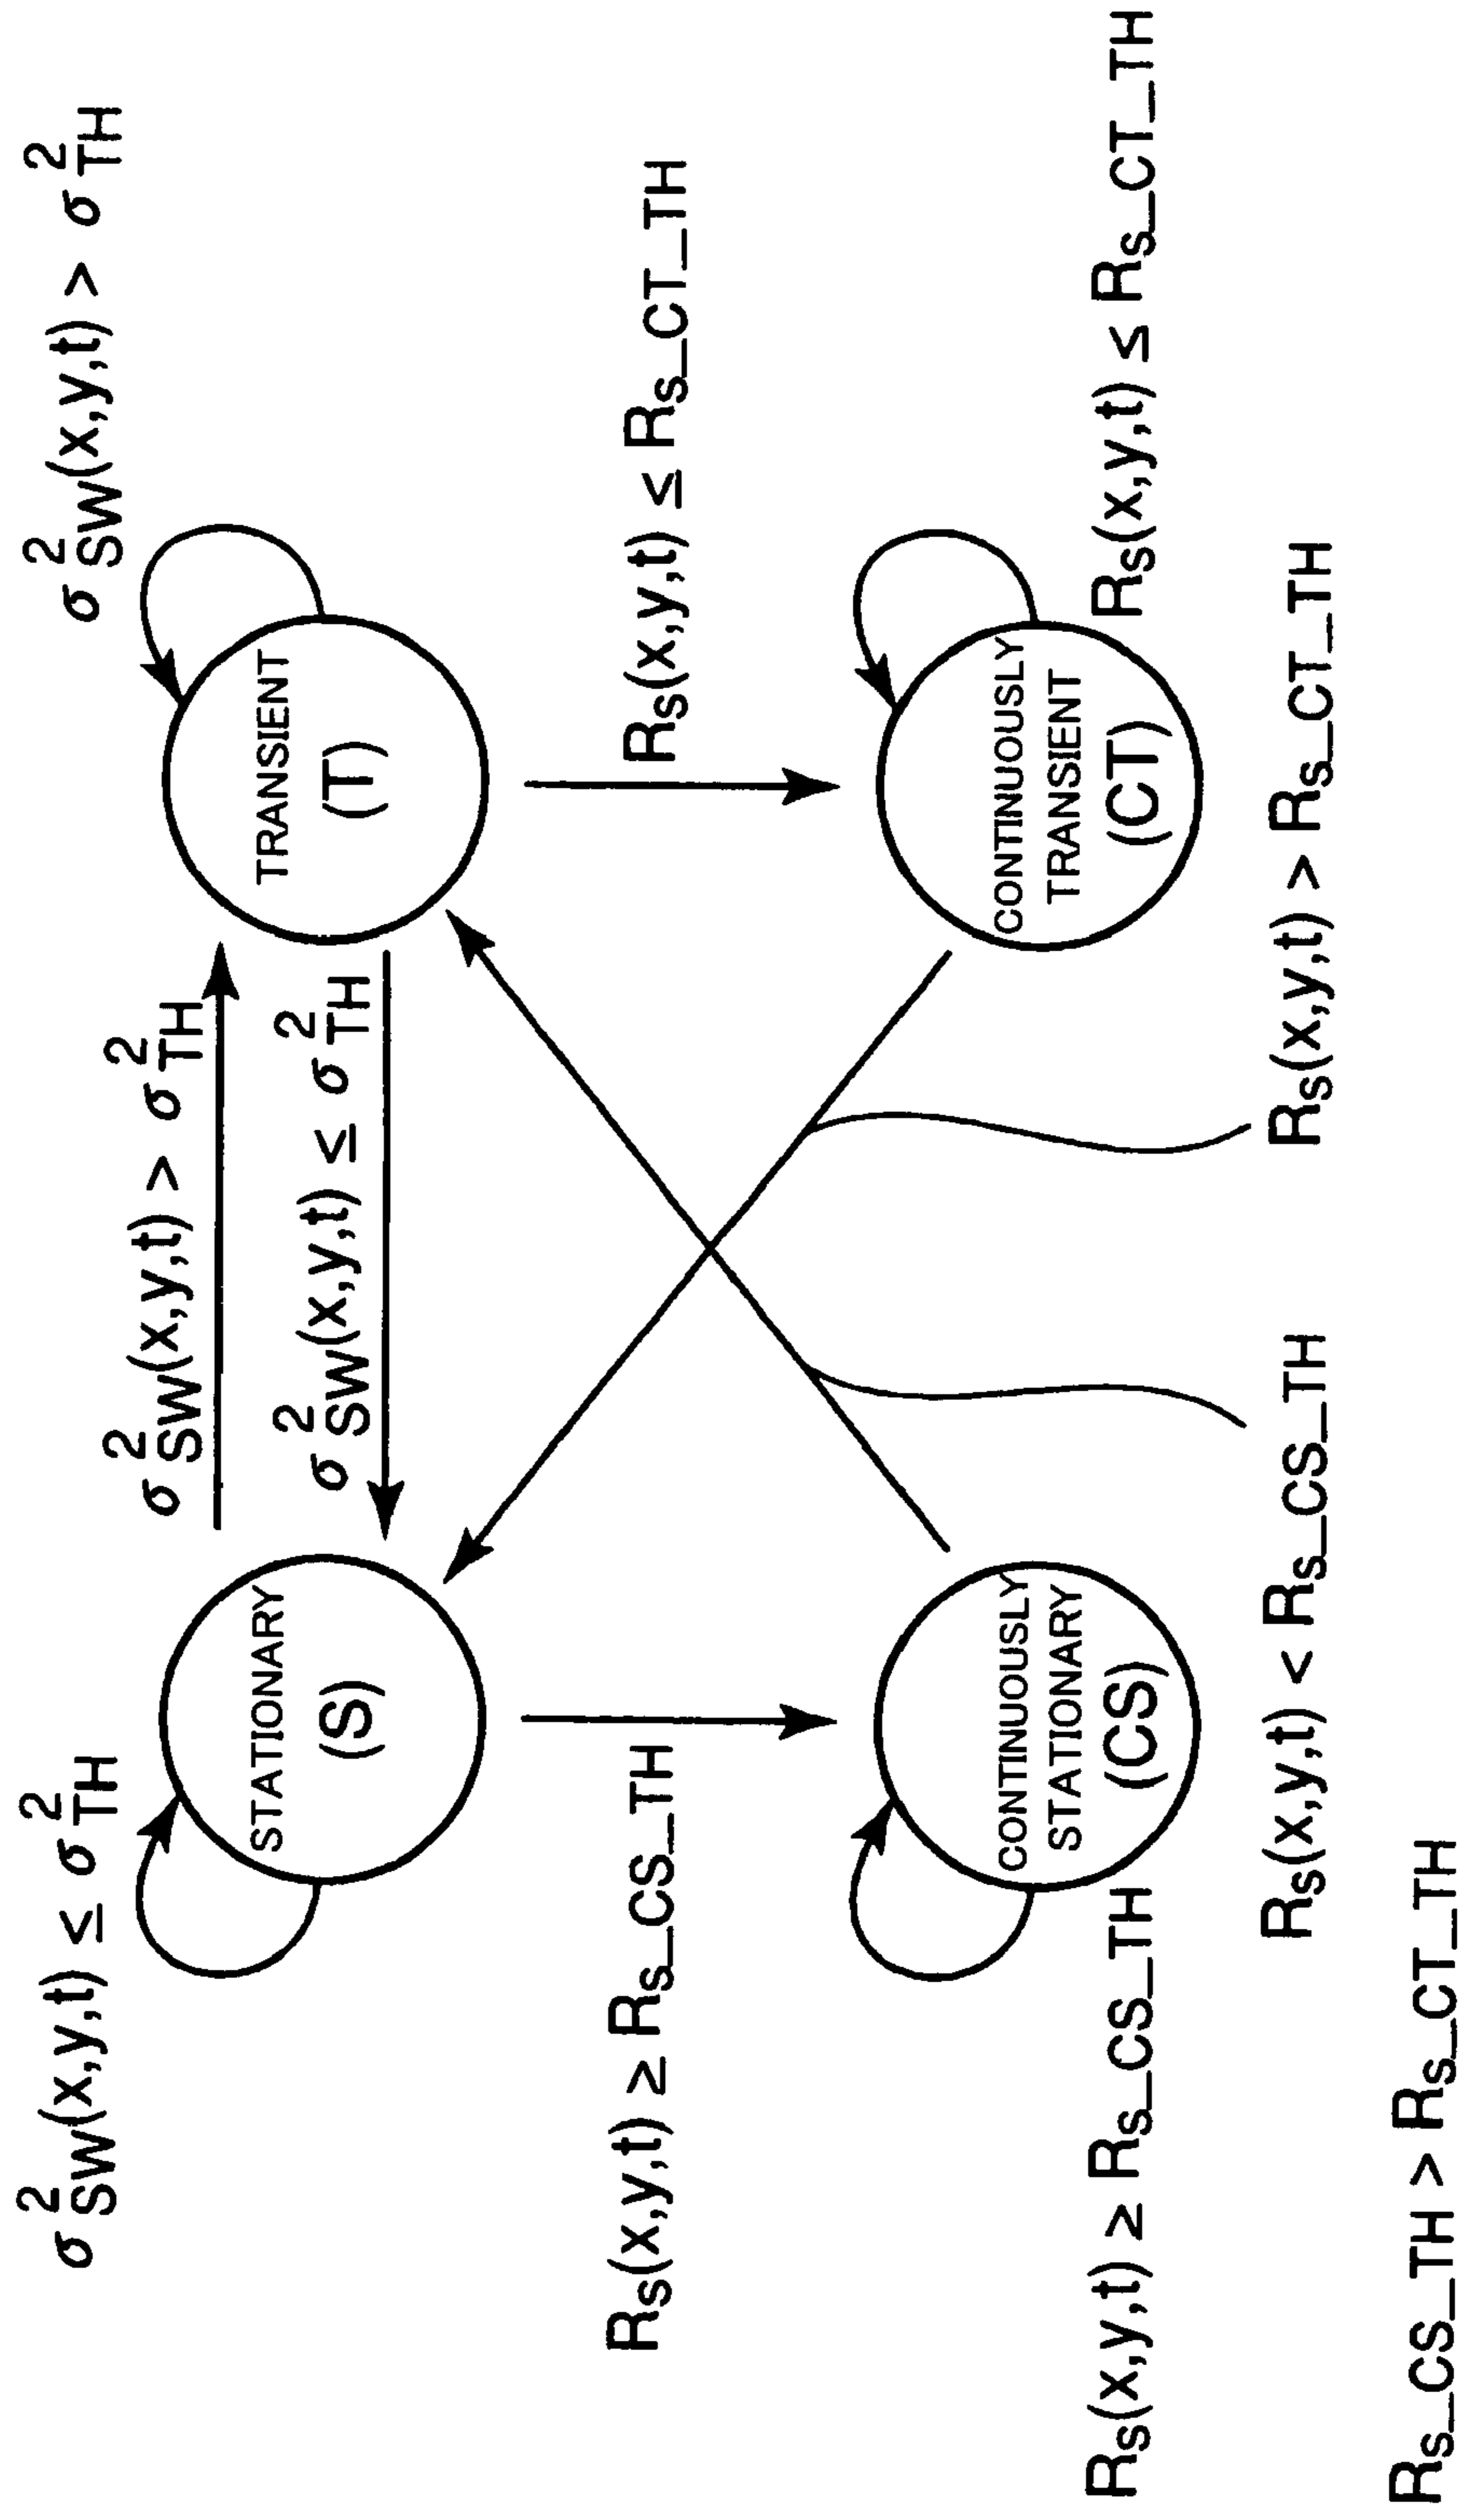 σ²SW(x,y,t) ≤ σ²TH
σ²SW(x,y,t) > σ²TH
σ²SW(x,y,t) > σ²TH
STATIONARY
(S)
σ²SW(x,y,t) ≤ σ²TH
TRANSIENT
(T)
Rs(x,y,t) ≥ Rs_CS_TH
Rs(x,y,t) ≤ Rs_CT_TH
CONTINUOUSLY
STATIONARY
(CS)
CONTINUOUSLY
TRANSIENT
(CT)
Rs(x,y,t) ≥ Rs_CS_TH
Rs(x,y,t) ≤ Rs_CT_TH
Rs(x,y,t) < Rs_CS_TH
Rs(x,y,t) > Rs_CT_TH
Rs_CS_TH > Rs_CT_TH